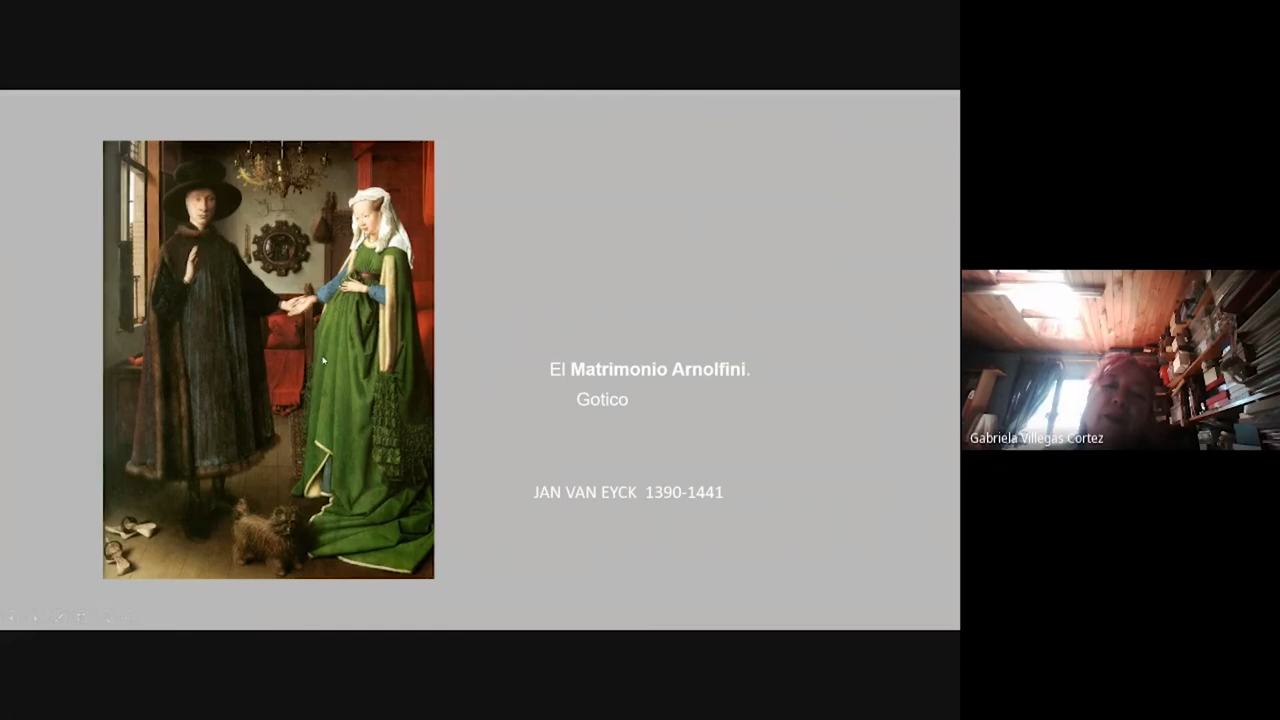 El Matrimonio Arnolfini.
Gotico
JAN VAN EYCK 1390-1441
Gabriela Villegas Cortez